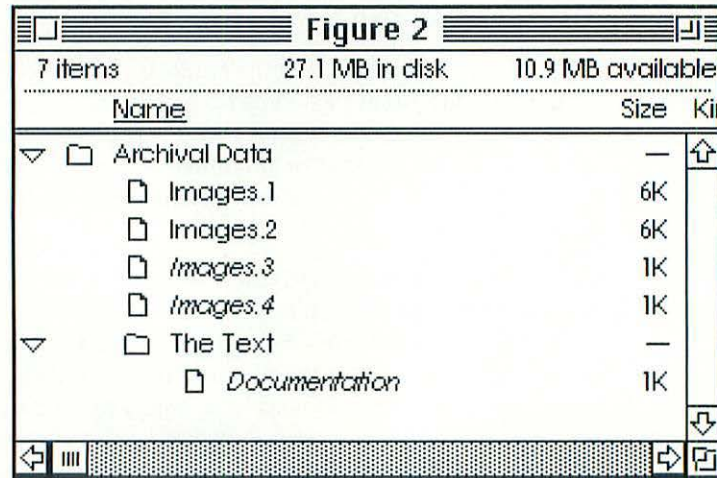 Figure 2
7 items 27.1 MB in disk 10.9 MB available
Name Size
Archival Data —
Images.1 6K
Images.2 6K
Images.3 1K
Images.4 1K
The Text —
Documentation 1K